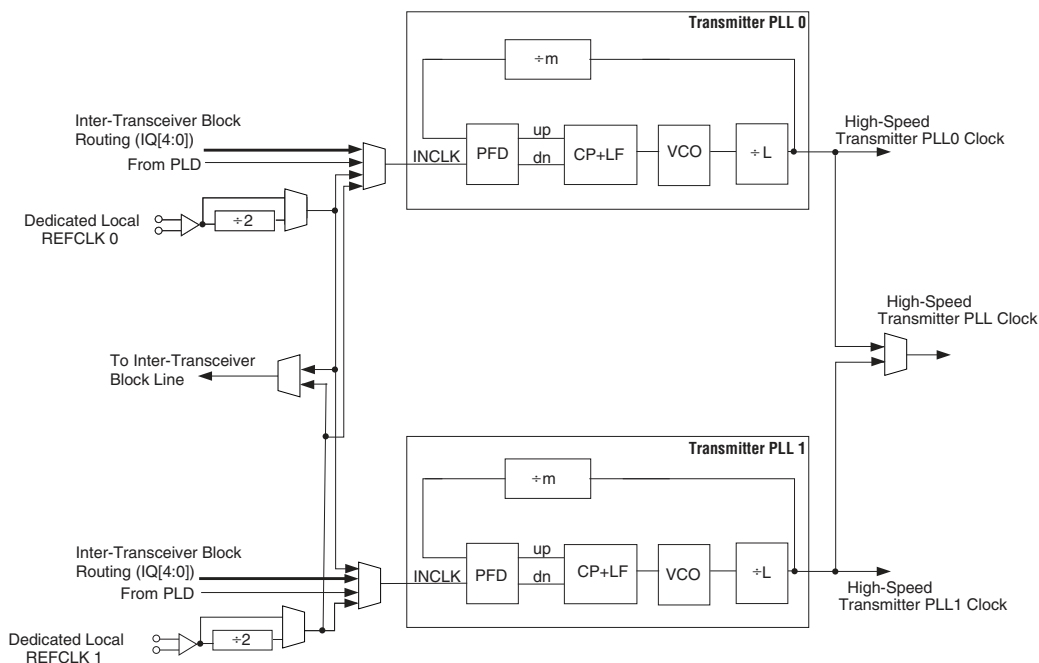 Transmitter PLL 0
÷m
Inter-Transceiver Block
Routing (IQ[4:0])
From PLD
INCLK
PFD
up
dn
CP+LF
VCO
÷L
High-Speed
Transmitter PLL0 Clock
Dedicated Local
REFCLK 0
÷2
High-Speed
Transmitter PLL Clock
To Inter-Transceiver
Block Line
Transmitter PLL 1
÷m
Inter-Transceiver Block
Routing (IQ[4:0])
From PLD
INCLK
PFD
up
dn
CP+LF
VCO
÷L
High-Speed
Transmitter PLL1 Clock
Dedicated Local
REFCLK 1
÷2